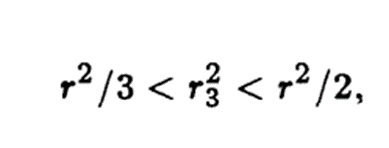 r²/3 < r₃² < r²/2,